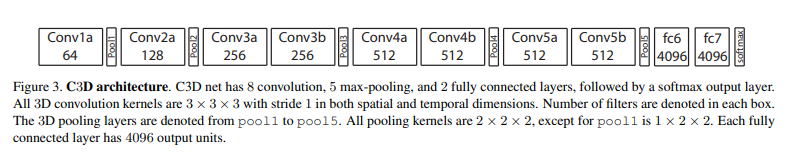 Conv1a Pool1 Conv2a Pool2 Conv3a Conv3b Pool3 Conv4a Conv4b Pool4 Conv5a Conv5b Pool5 fc6 fc7 softmax
64 128 256 256 512 512 512 512 4096 4096
Figure 3. C3D architecture. C3D net has 8 convolution, 5 max-pooling, and 2 fully connected layers, followed by a softmax output layer.
All 3D convolution kernels are 3 × 3 × 3 with stride 1 in both spatial and temporal dimensions. Number of filters are denoted in each box.
The 3D pooling layers are denoted from pool1 to pool5. All pooling kernels are 2 × 2 × 2, except for pool1 is 1 × 2 × 2. Each fully
connected layer has 4096 output units.